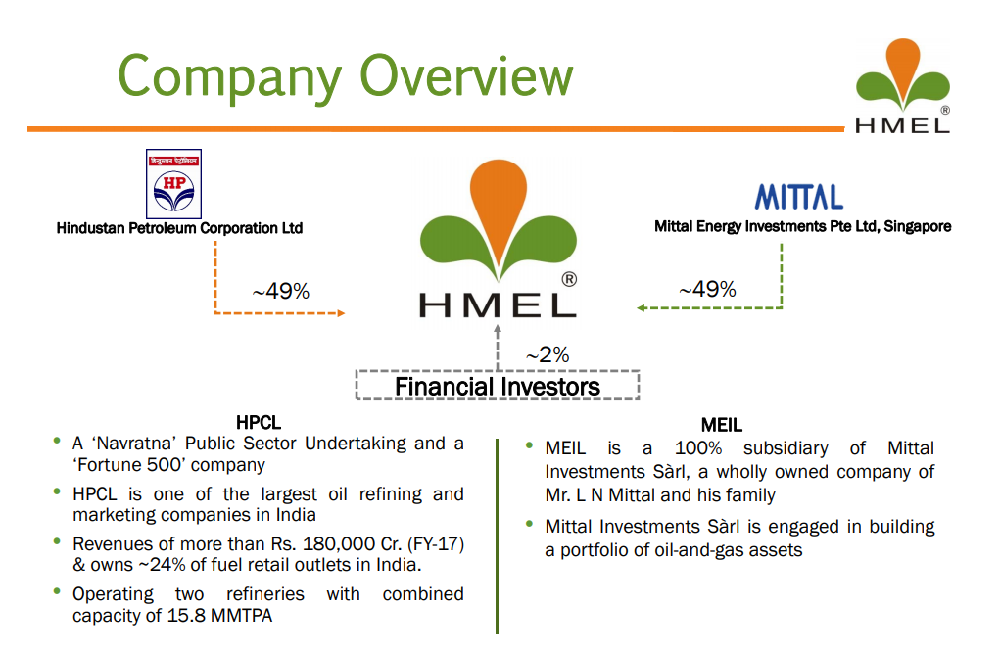 Company Overview
HMEL
®
हिन्दुस्तान पेट्रोलियम
HP
MITTAL
Hindustan Petroleum Corporation Ltd
Mittal Energy Investments Pte Ltd, Singapore
~49%
®
HMEL
~49%
~2%
Financial Investors
HPCL
• A ‘Navratna’ Public Sector Undertaking and a
‘Fortune 500’ company
• HPCL is one of the largest oil refining and
marketing companies in India
• Revenues of more than Rs. 180,000 Cr. (FY-17)
& owns ~24% of fuel retail outlets in India.
• Operating two refineries with combined
capacity of 15.8 MMTPA
MEIL
• MEIL is a 100% subsidiary of Mittal
Investments Sàrl, a wholly owned company of
Mr. L N Mittal and his family
• Mittal Investments Sàrl is engaged in building
a portfolio of oil-and-gas assets